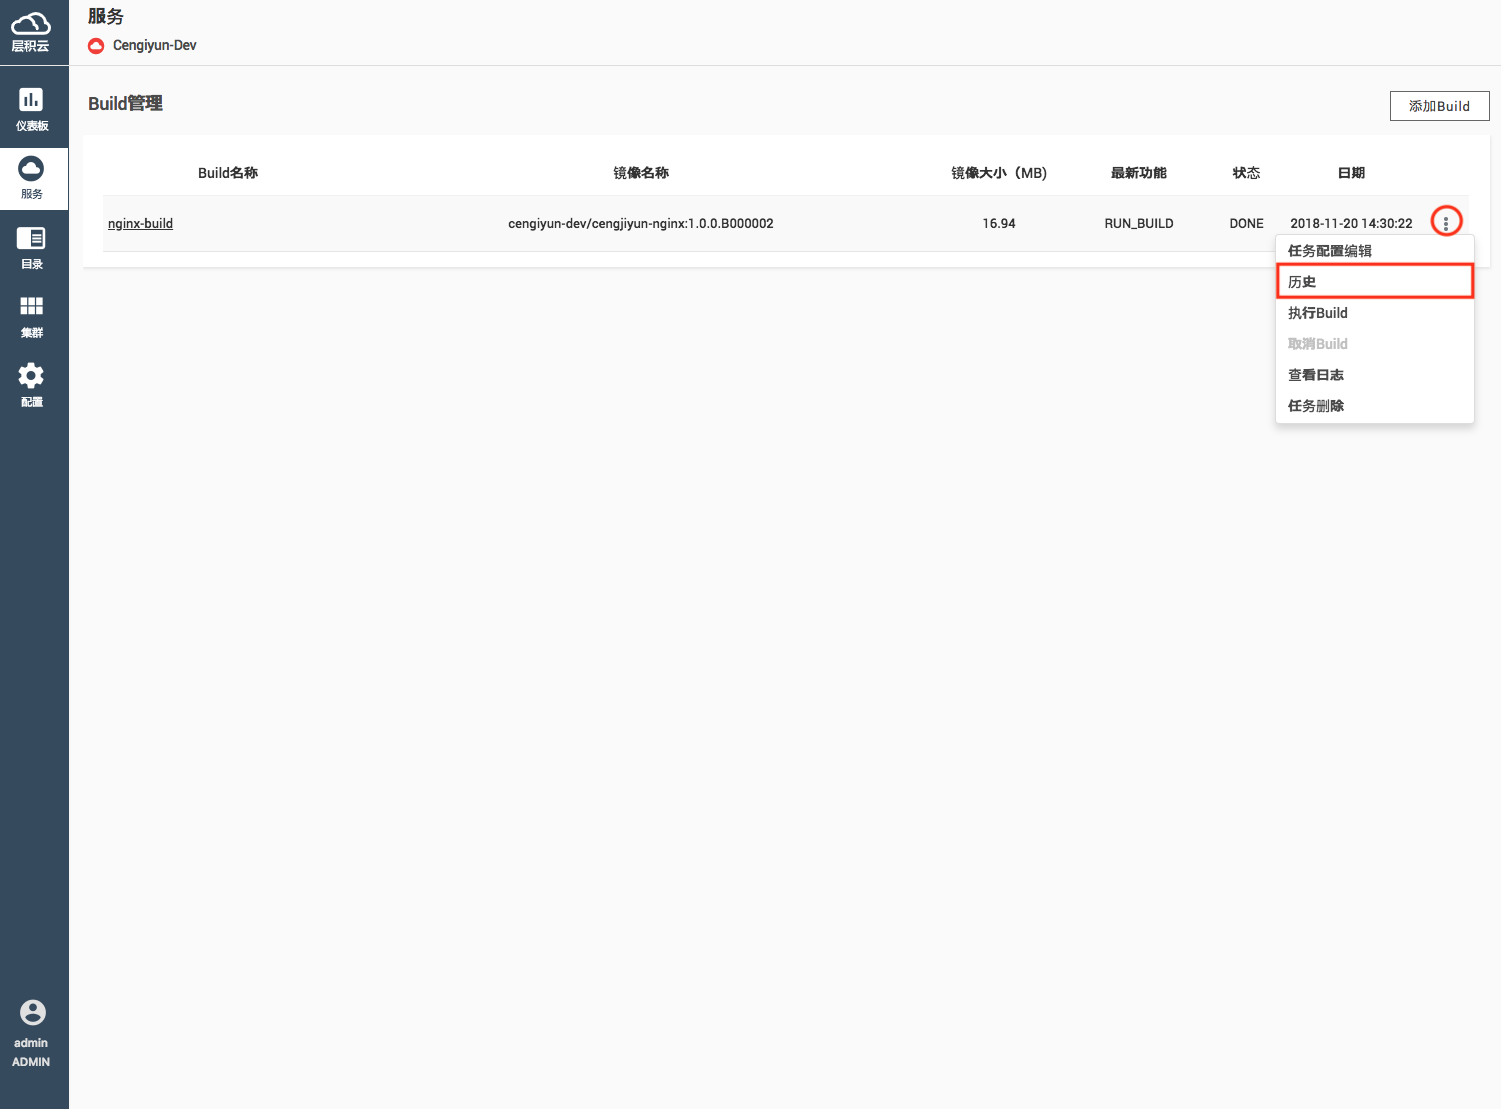 层积云
服务
Cengiyun-Dev
仪表板
服务
目录
集群
配置
admin
ADMIN
Build管理
添加Build
Build名称 镜像名称 镜像大小（MB) 最新功能 状态 日期
nginx-build cengiyun-dev/cengjiyun-nginx:1.0.0.B000002 16.94 RUN_BUILD DONE 2018-11-20 14:30:22
任务配置编辑
历史
执行Build
取消Build
查看日志
任务删除